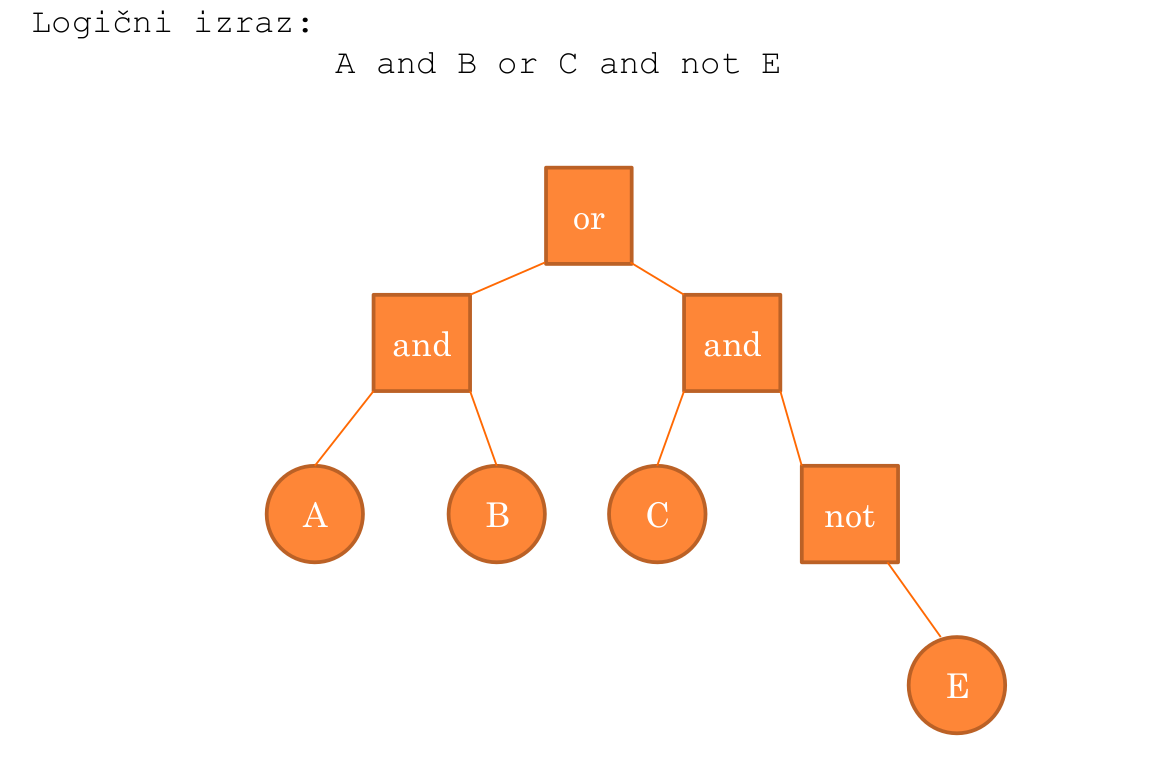 Logični izraz:
A and B or C and not E
or
and and
A B C not
E